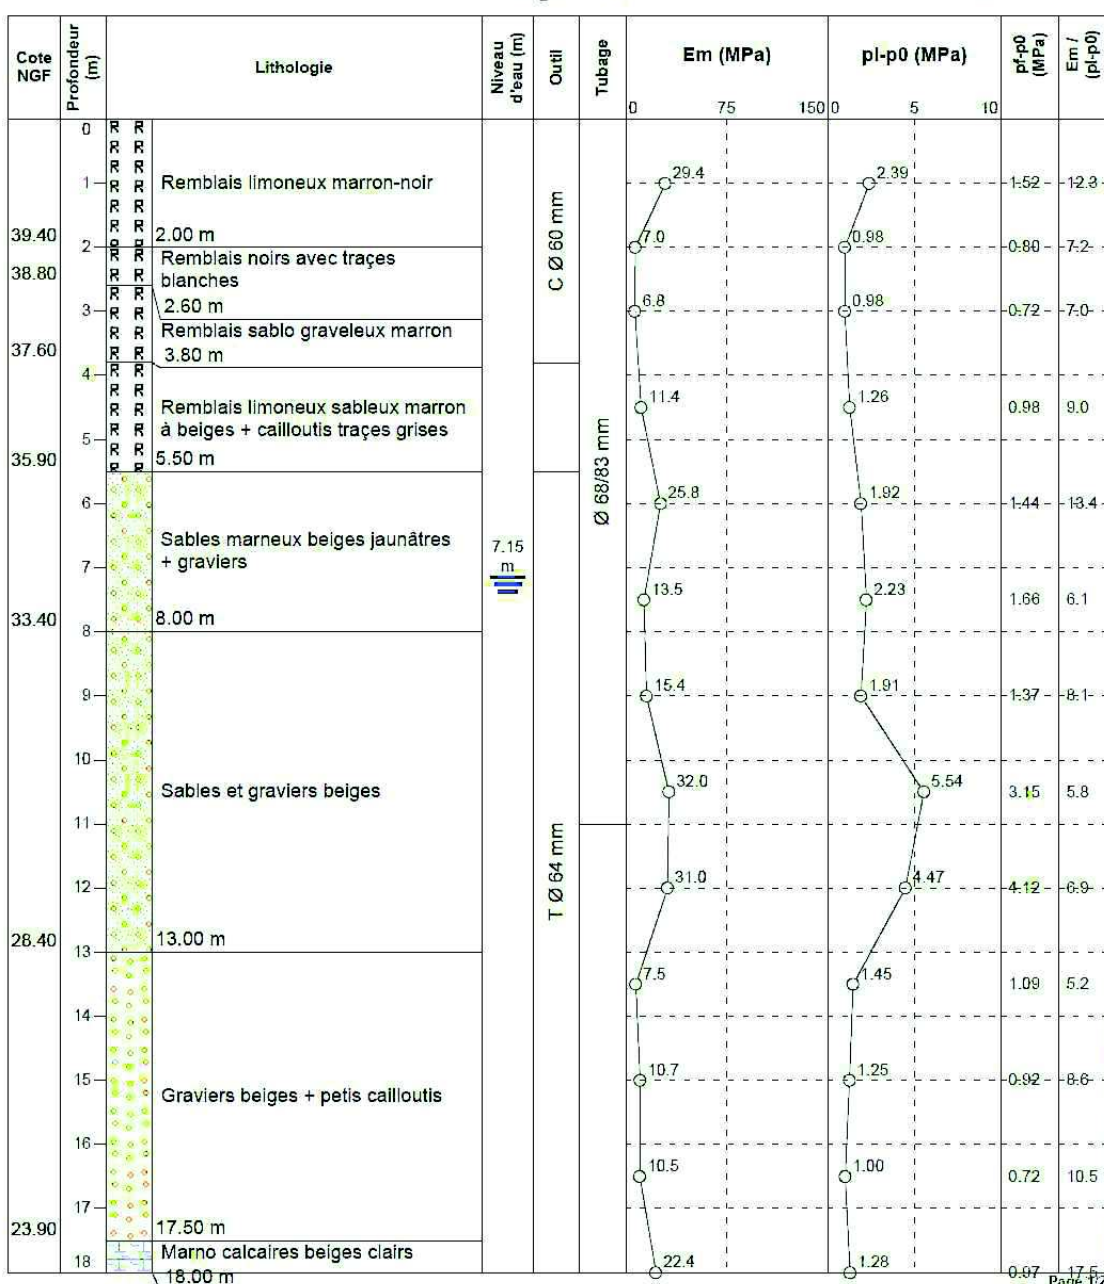 Cote NGF
Profondeur (m)
Lithologie
Niveau d'eau (m)
Outil
Tubage
Em (MPa)
0 75 150
pl-p0 (MPa)
0 5 10
pf-p0 (MPa)
Em / (pl-p0)
0
Remblais limoneux marron-noir
1
29.4 2.39 1.52 12.3
39.40
2.00 m
2
7.0 0.98 0.80 7.2
Remblais noirs avec traçes
blanches
38.80
2.60 m
3
6.8 0.98 0.72 7.0
Remblais sablo graveleux marron
37.60
3.80 m
C Ø 60 mm
4
Remblais limoneux sableux marron
à beiges + cailloutis traçes grises
11.4 1.26 0.98 9.0
5
35.90
5.50 m
Ø 68/83 mm
6
25.8 1.92 1.44 13.4
Sables marneux beiges jaunâtres
+ graviers
7.15
m
7
13.5 2.23 1.66 6.1
33.40
8.00 m
8
9
15.4 1.91 1.37 8.1
10
Sables et graviers beiges
32.0 5.54 3.15 5.8
11
T Ø 64 mm
12
31.0 4.47 4.12 6.9
28.40
13.00 m
13
7.5 1.45 1.09 5.2
14
15
10.7 1.25 0.92 8.6
Graviers beiges + petis cailloutis
16
10.5 1.00 0.72 10.5
17
23.90
17.50 m
Marno calcaires beiges clairs
18
18.00 m
22.4 1.28 0.97 17.5